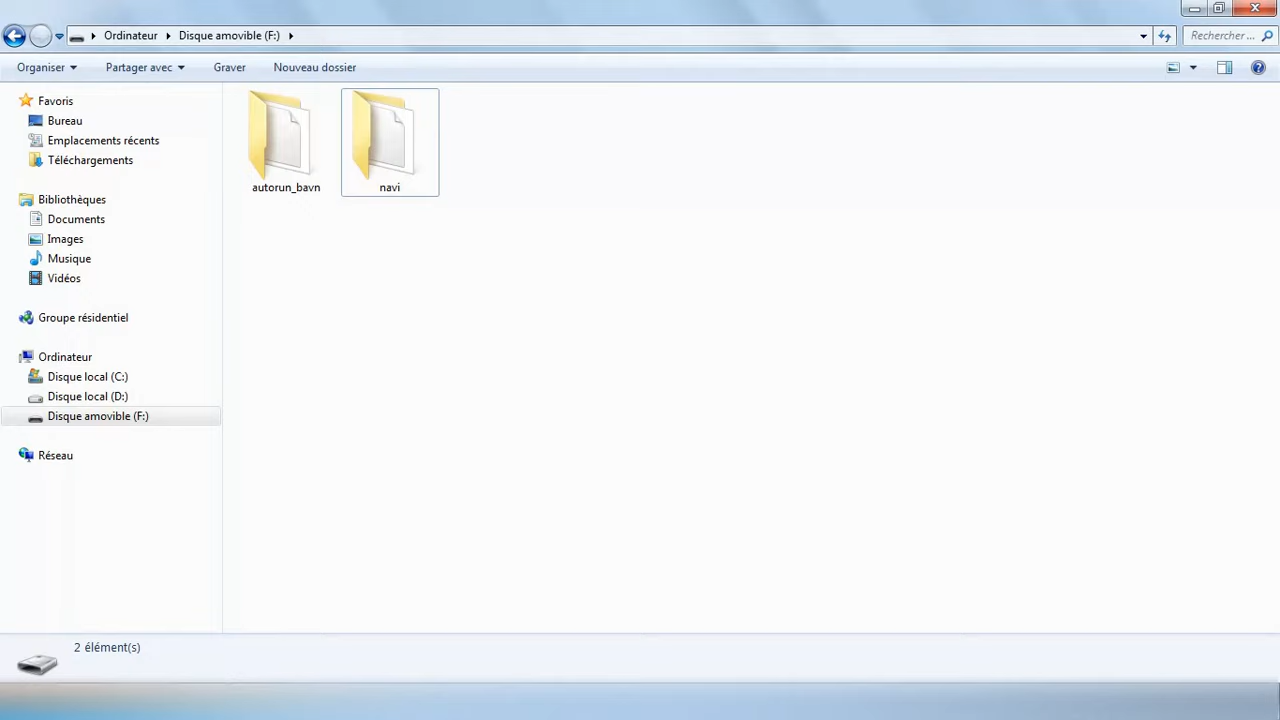 Ordinateur Disque amovible (F:)
Rechercher ...
Organiser Partager avec Graver Nouveau dossier
Favoris
Bureau
Emplacements récents
Téléchargements
Bibliothèques
Documents
Images
Musique
Vidéos
Groupe résidentiel
Ordinateur
Disque local (C:)
Disque local (D:)
Disque amovible (F:)
Réseau
autorun_bavn
navi
2 élément(s)